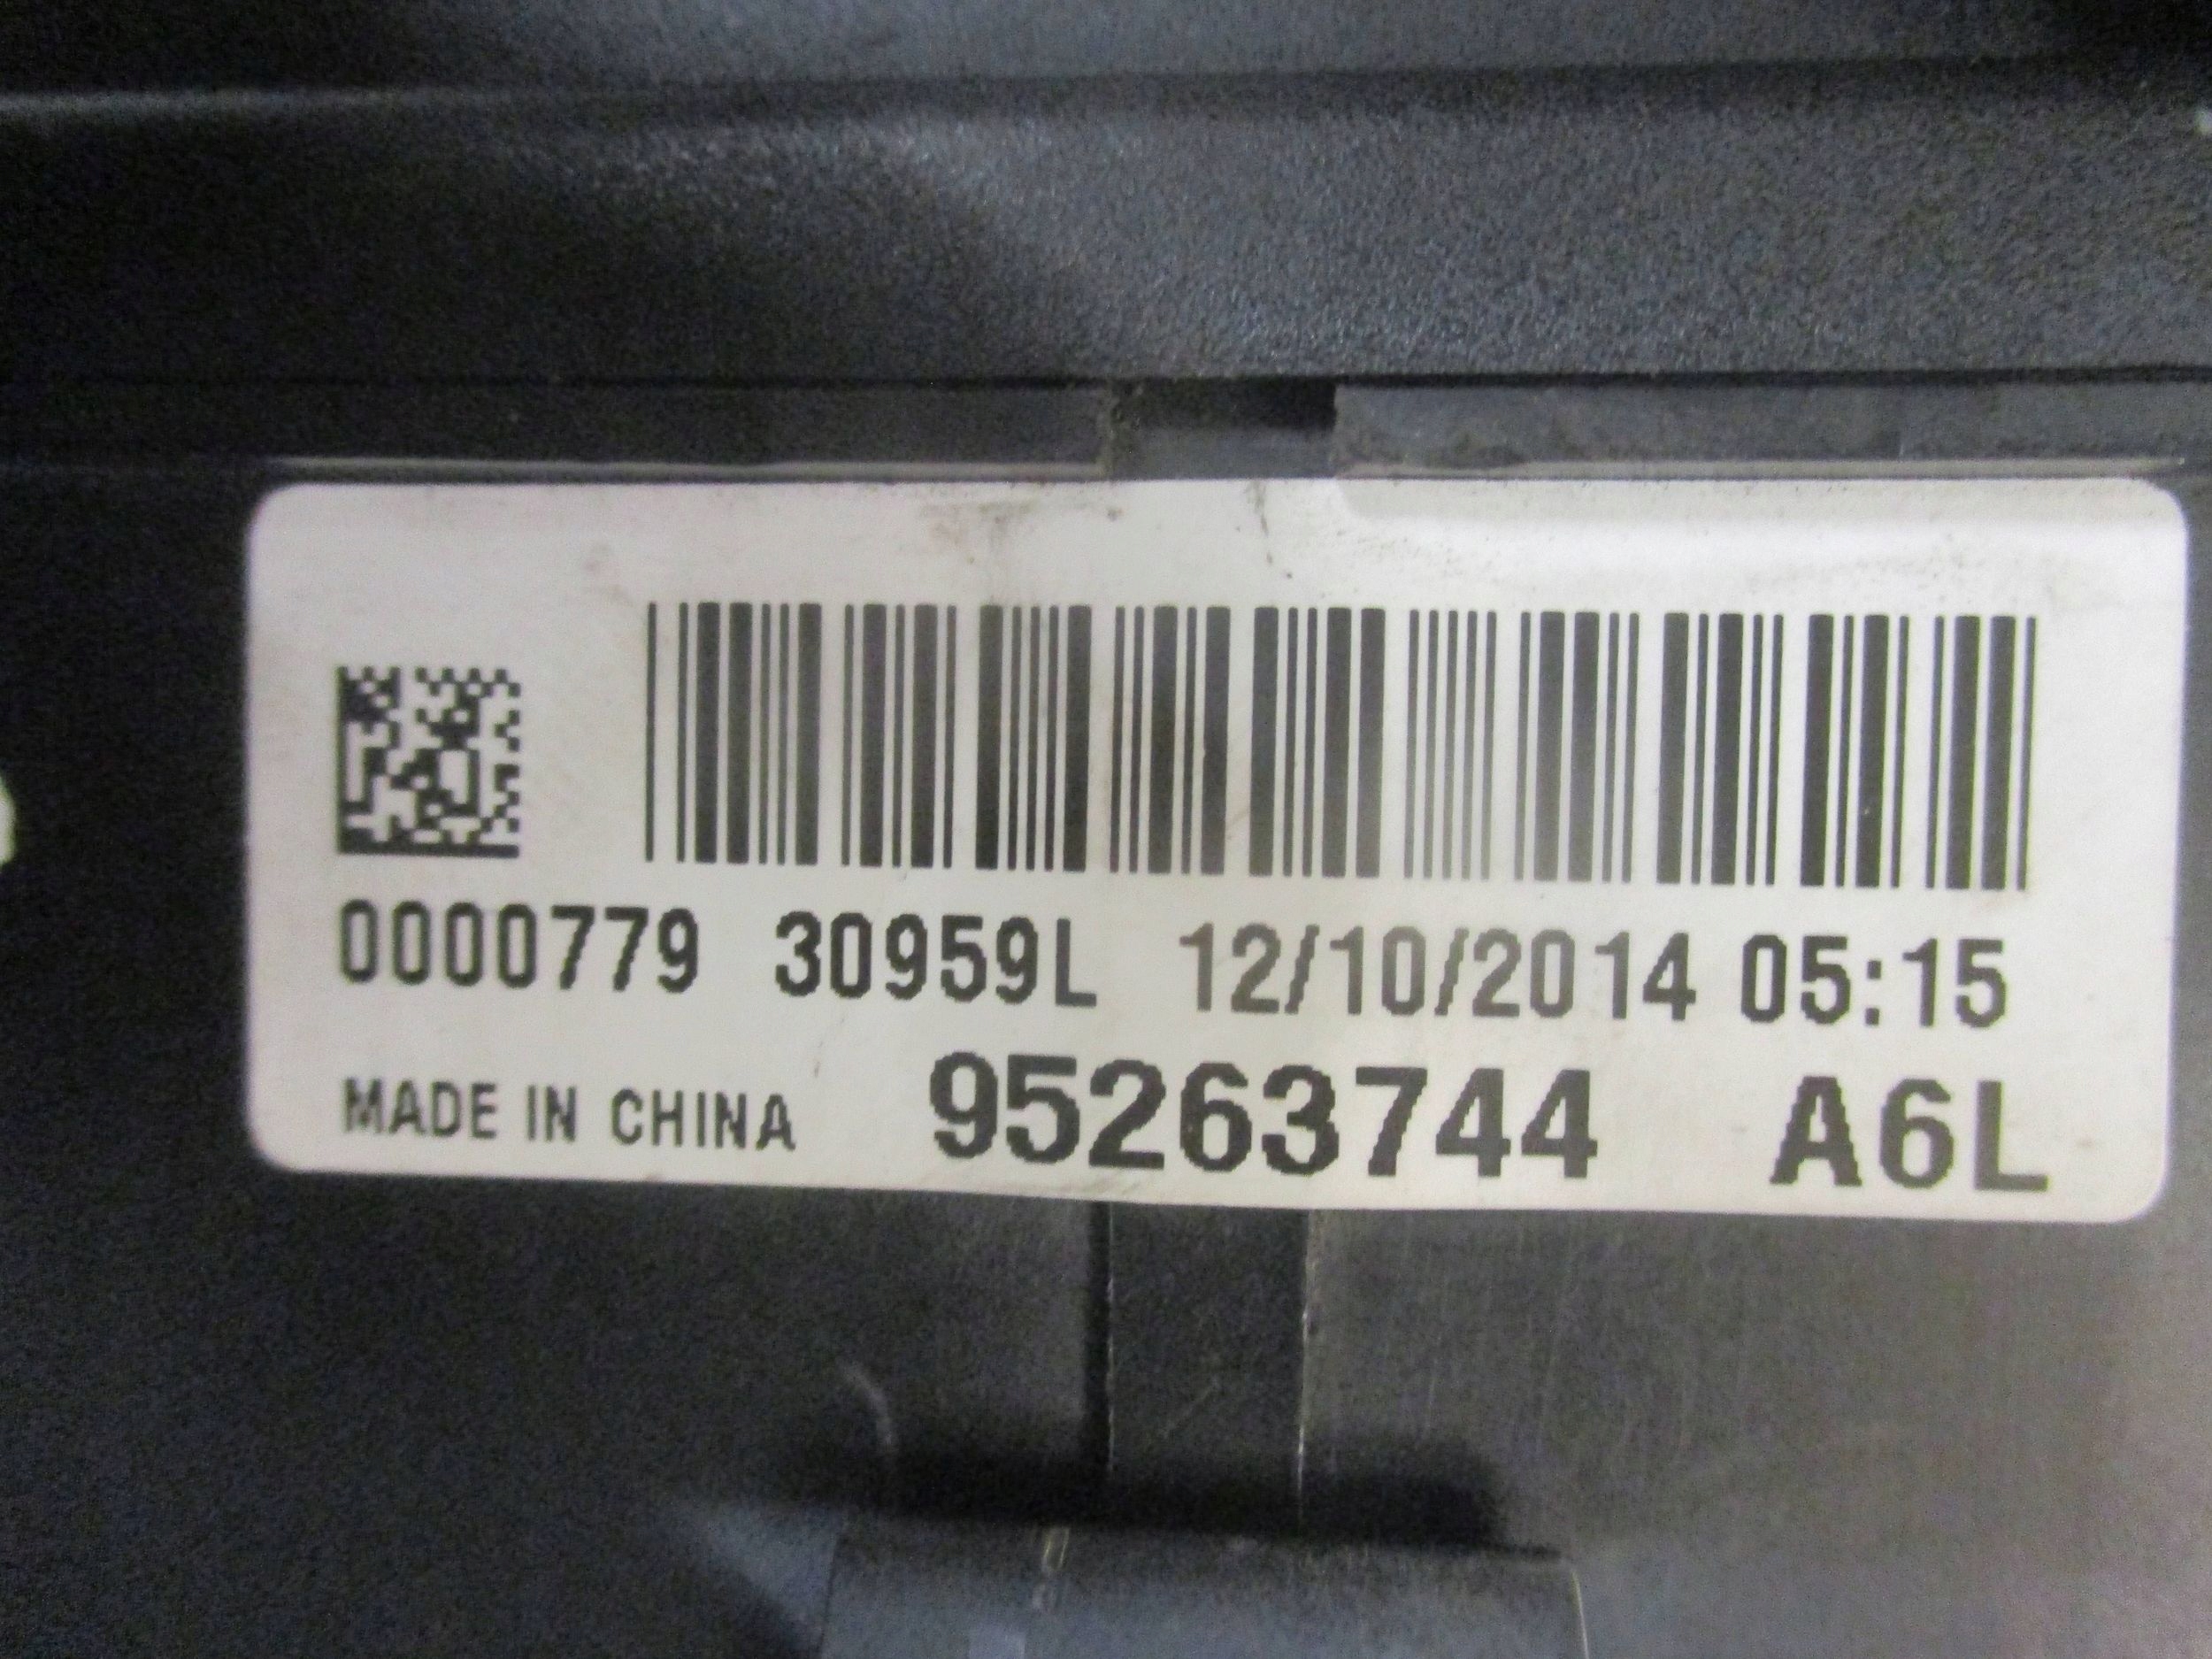 0000779 30959L 12/10/2014 05:15
MADE IN CHINA 95263744 A6L